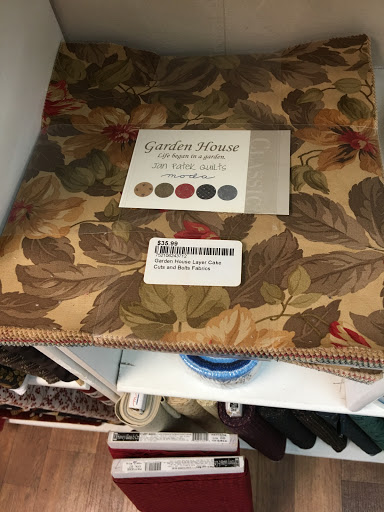 Garden House
Life began in a garden.
Jan Patek Quilts
moda
Classics
$35.99
Garden House Layer Cake
Cuts and Bolts Fabrics